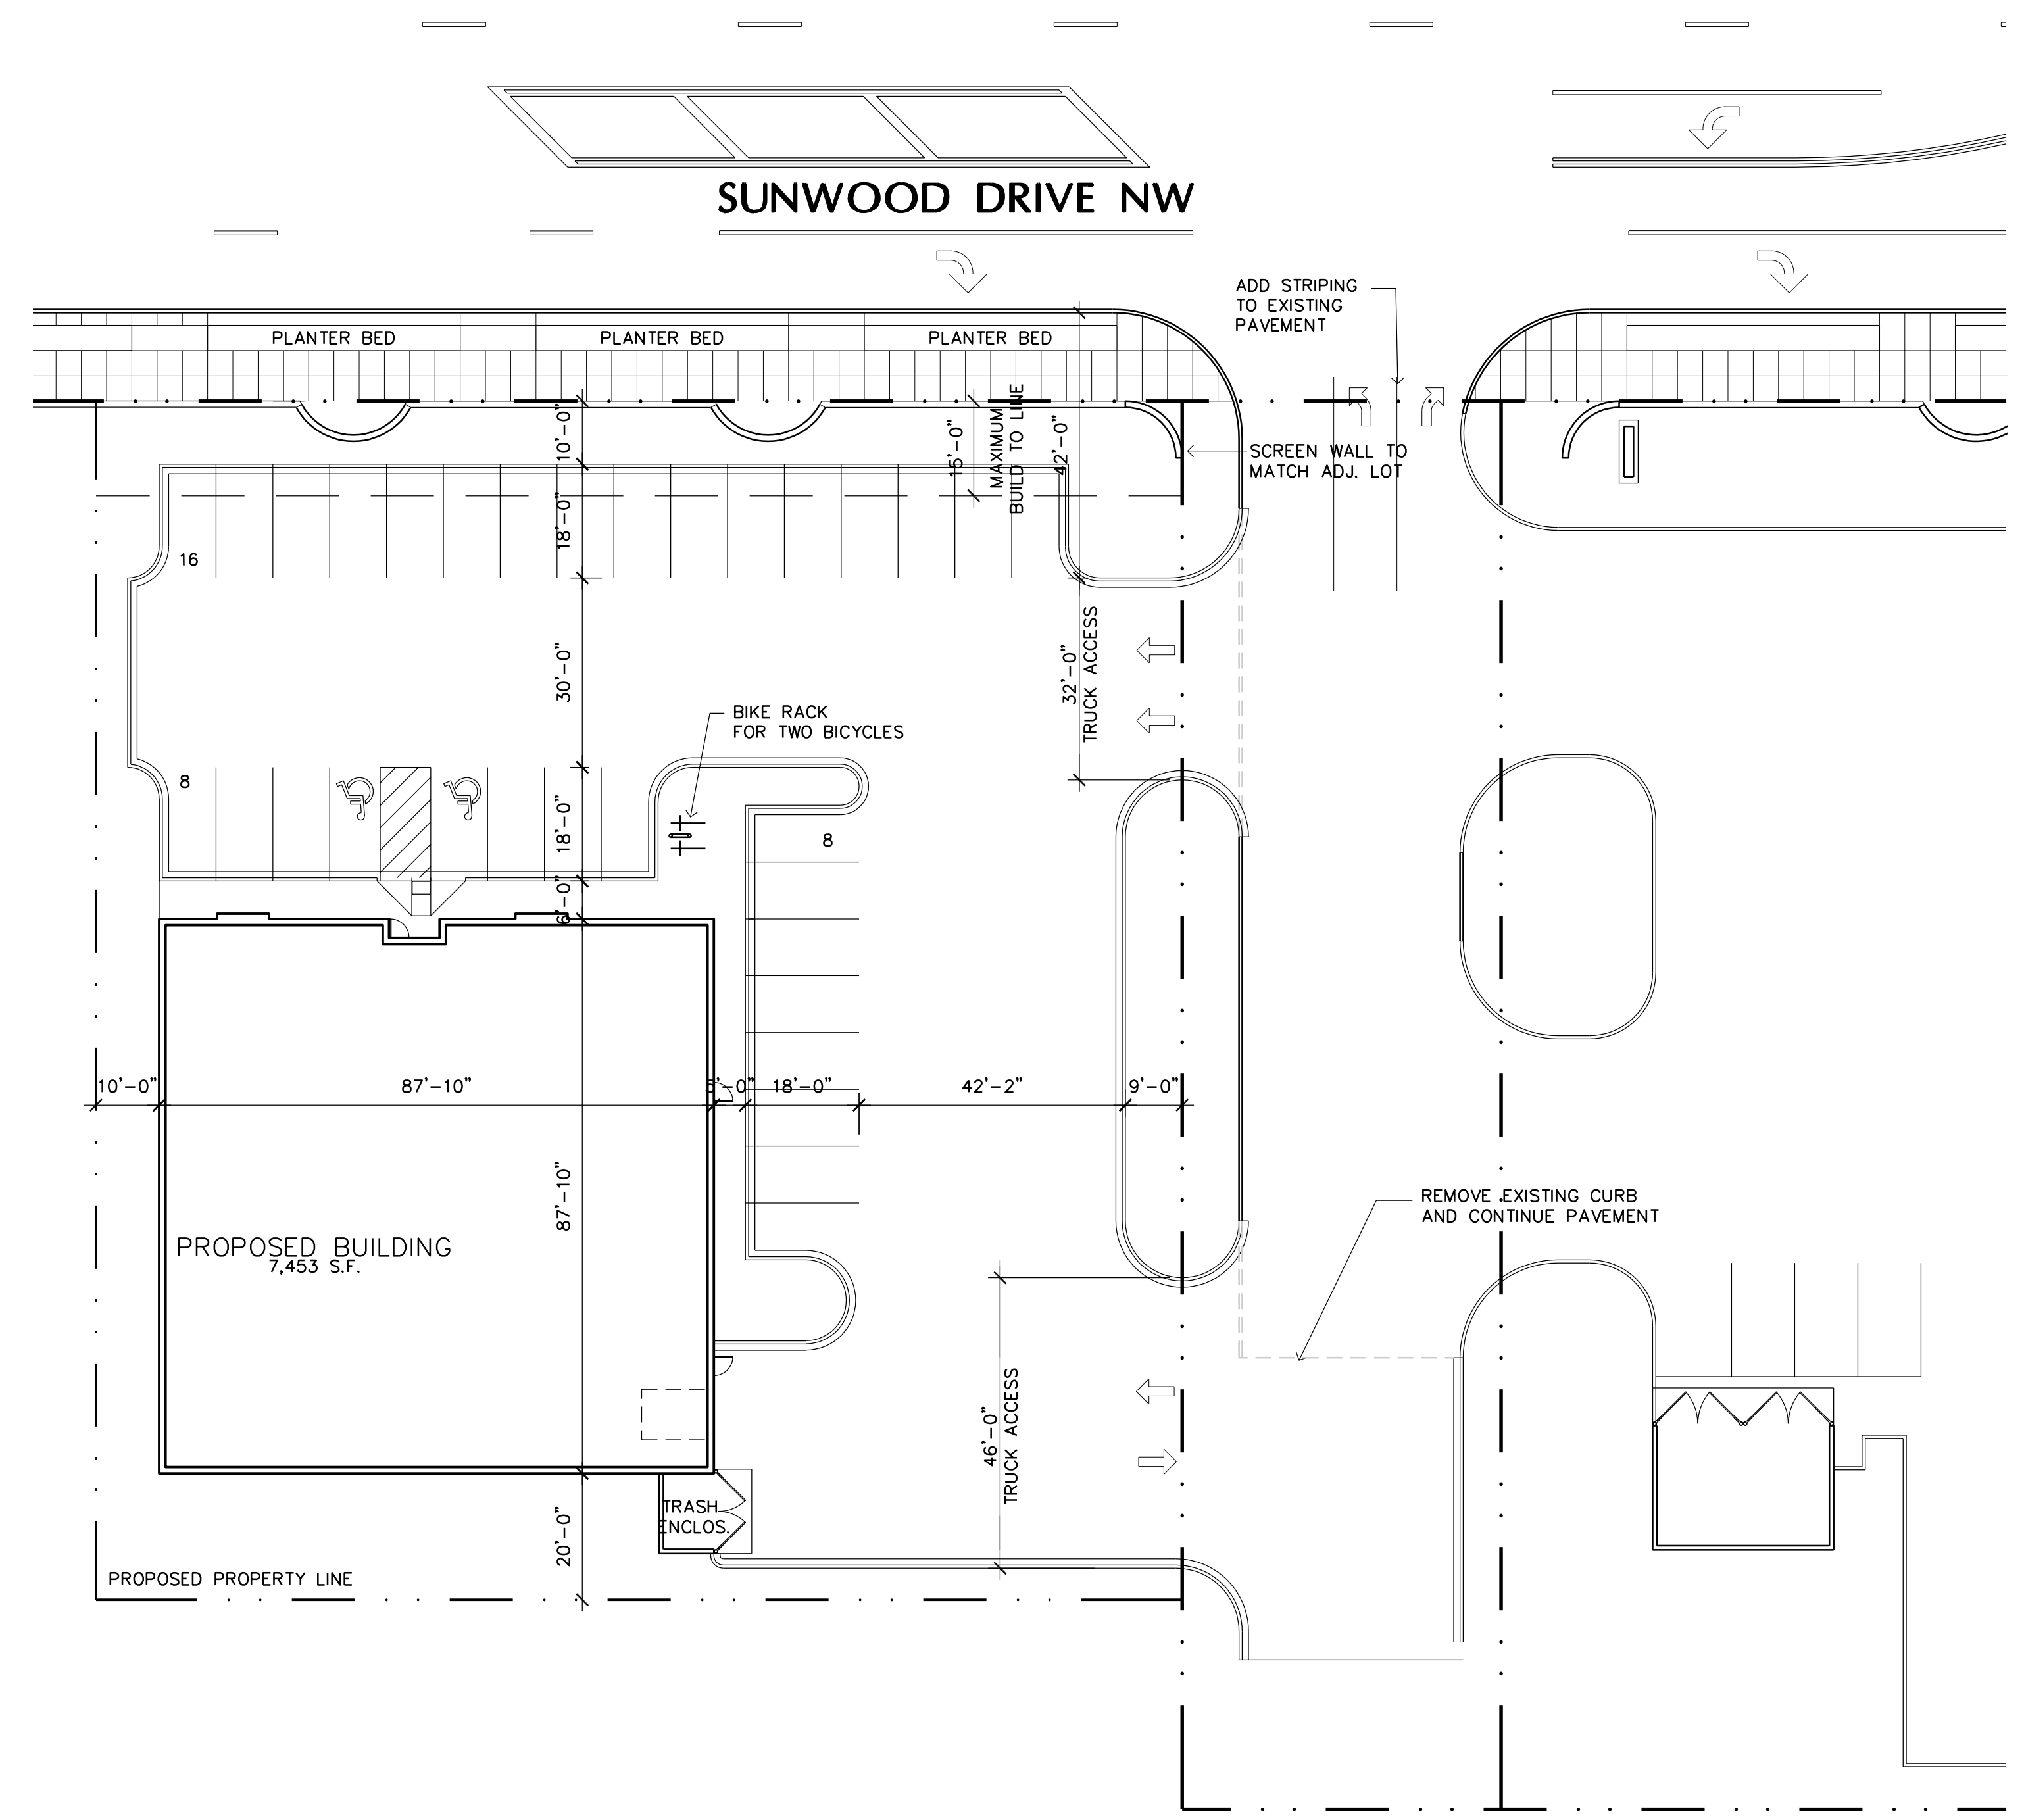 SUNWOOD DRIVE NW
ADD STRIPING
TO EXISTING
PAVEMENT
PLANTER BED
PLANTER BED
PLANTER BED
10'-0"
15'-0"
MAXIMUM
BUILD TO LINE
42'-0"
SCREEN WALL TO
MATCH ADJ. LOT
18'-0"
16
30'-0"
32'-0"
TRUCK ACCESS
BIKE RACK
FOR TWO BICYCLES
8
18'-0"
8
6'-0"
10'-0"
87'-10"
5'-0"
18'-0"
42'-2"
9'-0"
87'-10"
REMOVE EXISTING CURB
AND CONTINUE PAVEMENT
PROPOSED BUILDING
7,453 S.F.
46'-0"
TRUCK ACCESS
TRASH
ENCLOS.
20'-0"
PROPOSED PROPERTY LINE